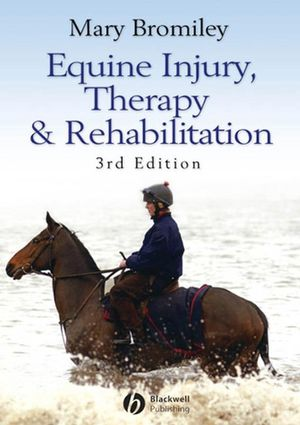 Mary Bromiley
Equine Injury,
Therapy
& Rehabilitation
3rd Edition
b
Blackwell
Publishing